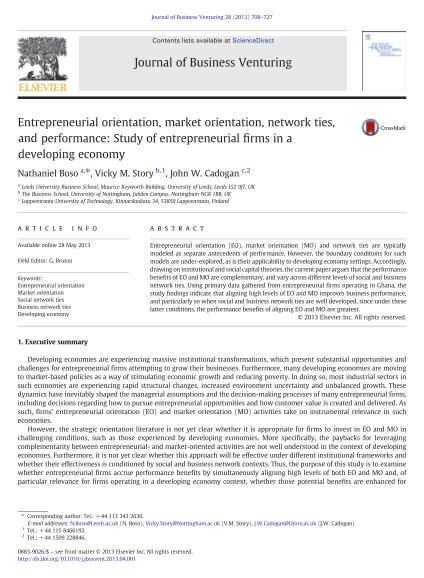 Journal of Business Venturing 28 (2013) 708–727
Contents lists available at ScienceDirect
Journal of Business Venturing
ELSEVIER
Entrepreneurial orientation, market orientation, network ties,
and performance: Study of entrepreneurial firms in a
developing economy
CrossMark
Nathaniel Boso a,*, Vicky M. Story b,1, John W. Cadogan c,2
a Leeds University Business School, Maurice Keyworth Building, University of Leeds, Leeds LS2 9JT, UK
b The Business School, University of Nottingham, Jubilee Campus, Nottingham NG8 1BB, UK
c Lappeenranta University of Technology, Kinnarilankatu 34, 53850 Lappeenranta, Finland
ARTICLE INFO
Available online 28 May 2013
Field Editor: G. Bruton
Keywords:
Entrepreneurial orientation
Market orientation
Social network ties
Business network ties
Developing economy
ABSTRACT
Entrepreneurial orientation (EO), market orientation (MO) and network ties are typically
modeled as separate antecedents of performance. However, the boundary conditions for such
models are under-explored, as is their applicability to developing economy settings. Accordingly,
drawing on institutional and social capital theories, the current paper argues that the performance
benefits of EO and MO are complementary, and vary across different levels of social and business
network ties. Using primary data gathered from entrepreneurial firms operating in Ghana, the
study findings indicate that aligning high levels of EO and MO improves business performance,
and particularly so when social and business network ties are well developed, since under these
latter conditions, the performance benefits of aligning EO and MO are greatest.
© 2013 Elsevier Inc. All rights reserved.
1. Executive summary
Developing economies are experiencing massive institutional transformations, which present substantial opportunities and
challenges for entrepreneurial firms attempting to grow their businesses. Furthermore, many developing economies are moving
to market-based policies as a way of stimulating economic growth and reducing poverty. In doing so, most industrial sectors in
such economies are experiencing rapid structural changes, increased environment uncertainty and unbalanced growth. These
dynamics have inevitably shaped the managerial assumptions and the decision-making processes of many entrepreneurial firms,
including decisions regarding how to pursue entrepreneurial opportunities and how customer value is created and delivered. As
such, firms' entrepreneurial orientation (EO) and market orientation (MO) activities take on instrumental relevance in such
economies.
However, the strategic orientation literature is not yet clear whether it is appropriate for firms to invest in EO and MO in
challenging conditions, such as those experienced by developing economies. More specifically, the paybacks for leveraging
complementarity between entrepreneurial- and market-oriented activities are not well understood in the context of developing
economies. Furthermore, it is not yet clear whether this approach will be effective under different institutional frameworks and
whether their effectiveness is conditioned by social and business network contexts. Thus, the purpose of this study is to examine
whether entrepreneurial firms accrue performance benefits by simultaneously aligning high levels of both EO and MO and, of
particular relevance for firms operating in a developing economy context, whether those potential benefits are enhanced for
* Corresponding author. Tel.: +44 113 343 2636.
E-mail addresses: N.Boso@Leeds.ac.uk (N. Boso), Vicky.Story@Nottingham.ac.uk (V.M. Story), J.W.Cadogan@Lboro.ac.uk (J.W. Cadogan).
1 Tel.: +44 115 8466192.
2 Tel.: +44 1509 228846.
0883-9026/$ – see front matter © 2013 Elsevier Inc. All rights reserved.
http://dx.doi.org/10.1016/j.jbusvent.2013.04.001